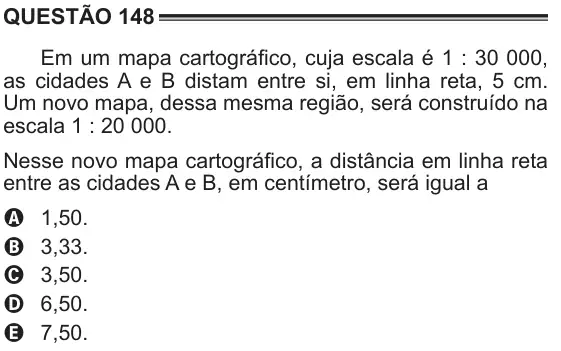 QUESTÃO 148
Em um mapa cartográfico, cuja escala é 1 : 30 000,
as cidades A e B distam entre si, em linha reta, 5 cm.
Um novo mapa, dessa mesma região, será construído na
escala 1 : 20 000.
Nesse novo mapa cartográfico, a distância em linha reta
entre as cidades A e B, em centímetro, será igual a
A 1,50.
B 3,33.
C 3,50.
D 6,50.
E 7,50.